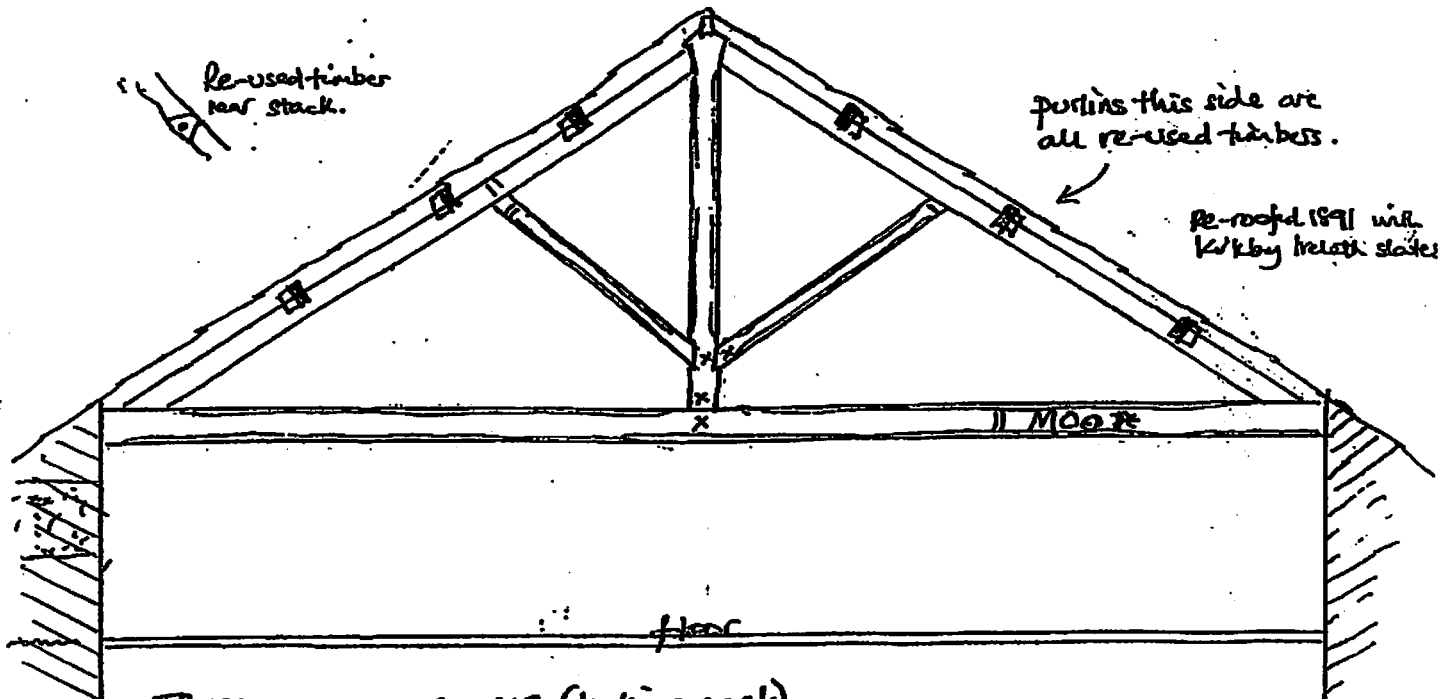 Re-used timber
near stack.
purlins this side are
all re-used timbers.
Re-roofed 1891 with
Kirkby Ireleth slates
|| MOORE
floor